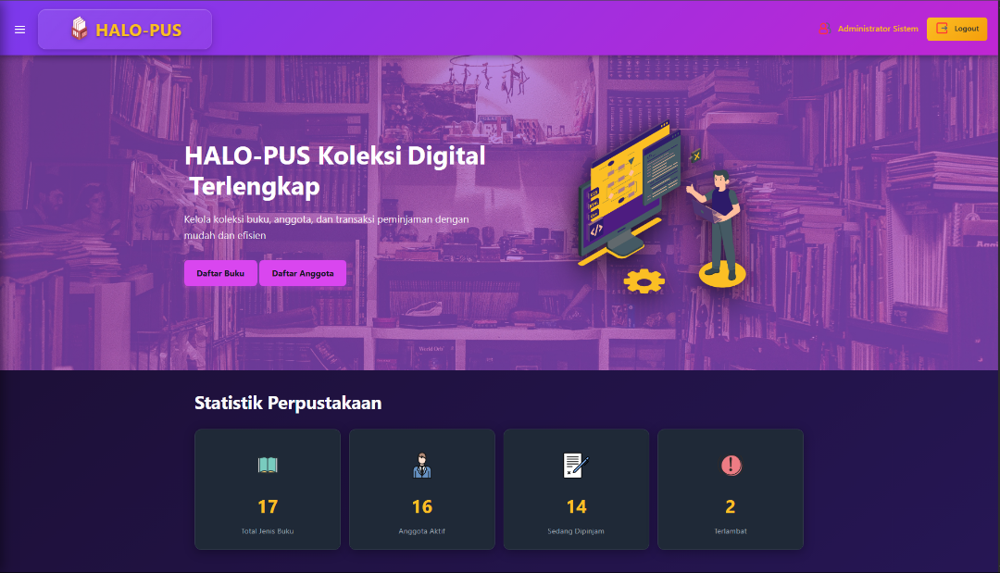 HALO-PUS
Administrator Sistem
Logout
HALO-PUS Koleksi Digital
Terlengkap
Kelola koleksi buku, anggota, dan transaksi peminjaman dengan
mudah dan efisien
Daftar Buku
Daftar Anggota
Statistik Perpustakaan
17
Total Jenis Buku
16
Anggota Aktif
14
Sedang Dipinjam
2
Terlambat